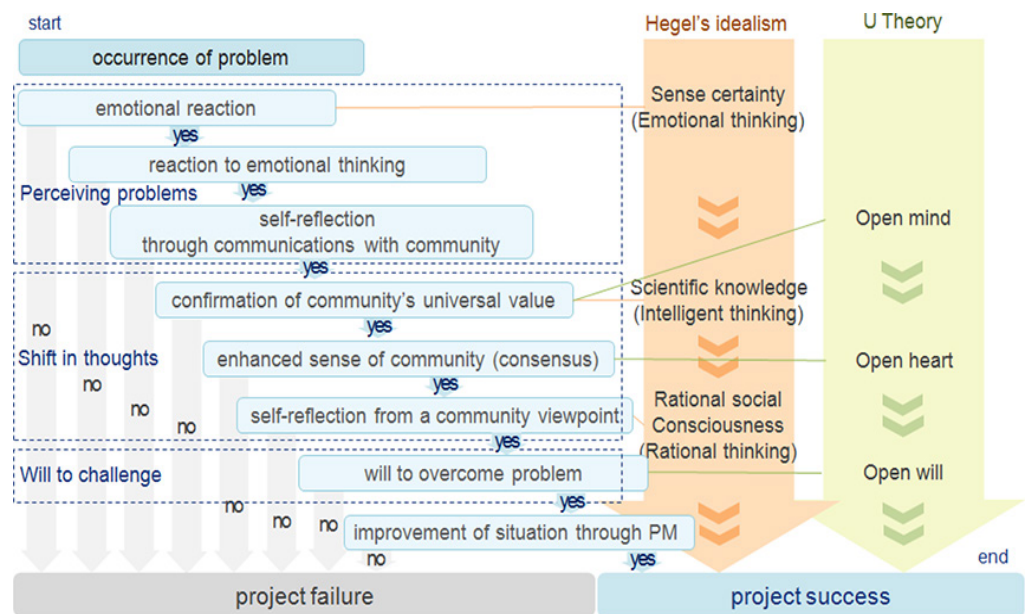 start
Hegel's idealism
U Theory
occurrence of problem
emotional reaction
Sense certainty
(Emotional thinking)
yes
reaction to emotional thinking
Perceiving problems
yes
self-reflection
through communications with community
Open mind
yes
confirmation of community's universal value
Scientific knowledge
(Intelligent thinking)
no
yes
Shift in thoughts
enhanced sense of community (consensus)
Open heart
no
yes
no
self-reflection from a community viewpoint
Rational social
Consciousness
(Rational thinking)
no
yes
Will to challenge
will to overcome problem
Open will
no
yes
no
no
improvement of situation through PM
no
yes
end
project failure
project success